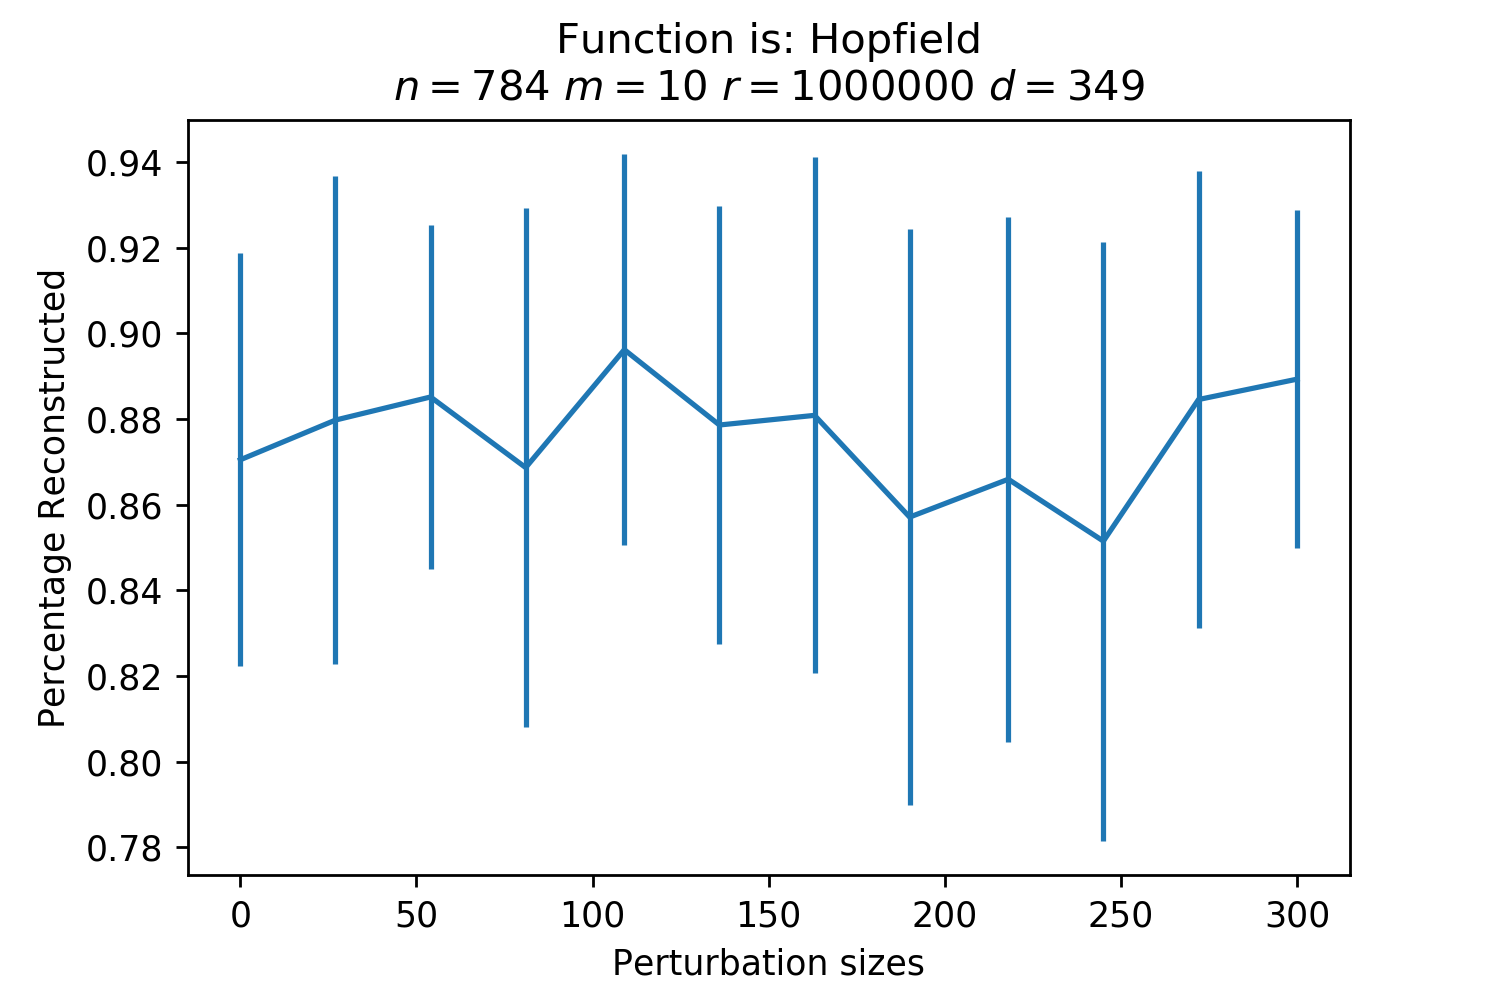 Function is: Hopfield
n = 784 m = 10 r = 1000000 d = 349
Percentage Reconstructed
0.94
0.92
0.90
0.88
0.86
0.84
0.82
0.80
0.78
0 50 100 150 200 250 300
Perturbation sizes